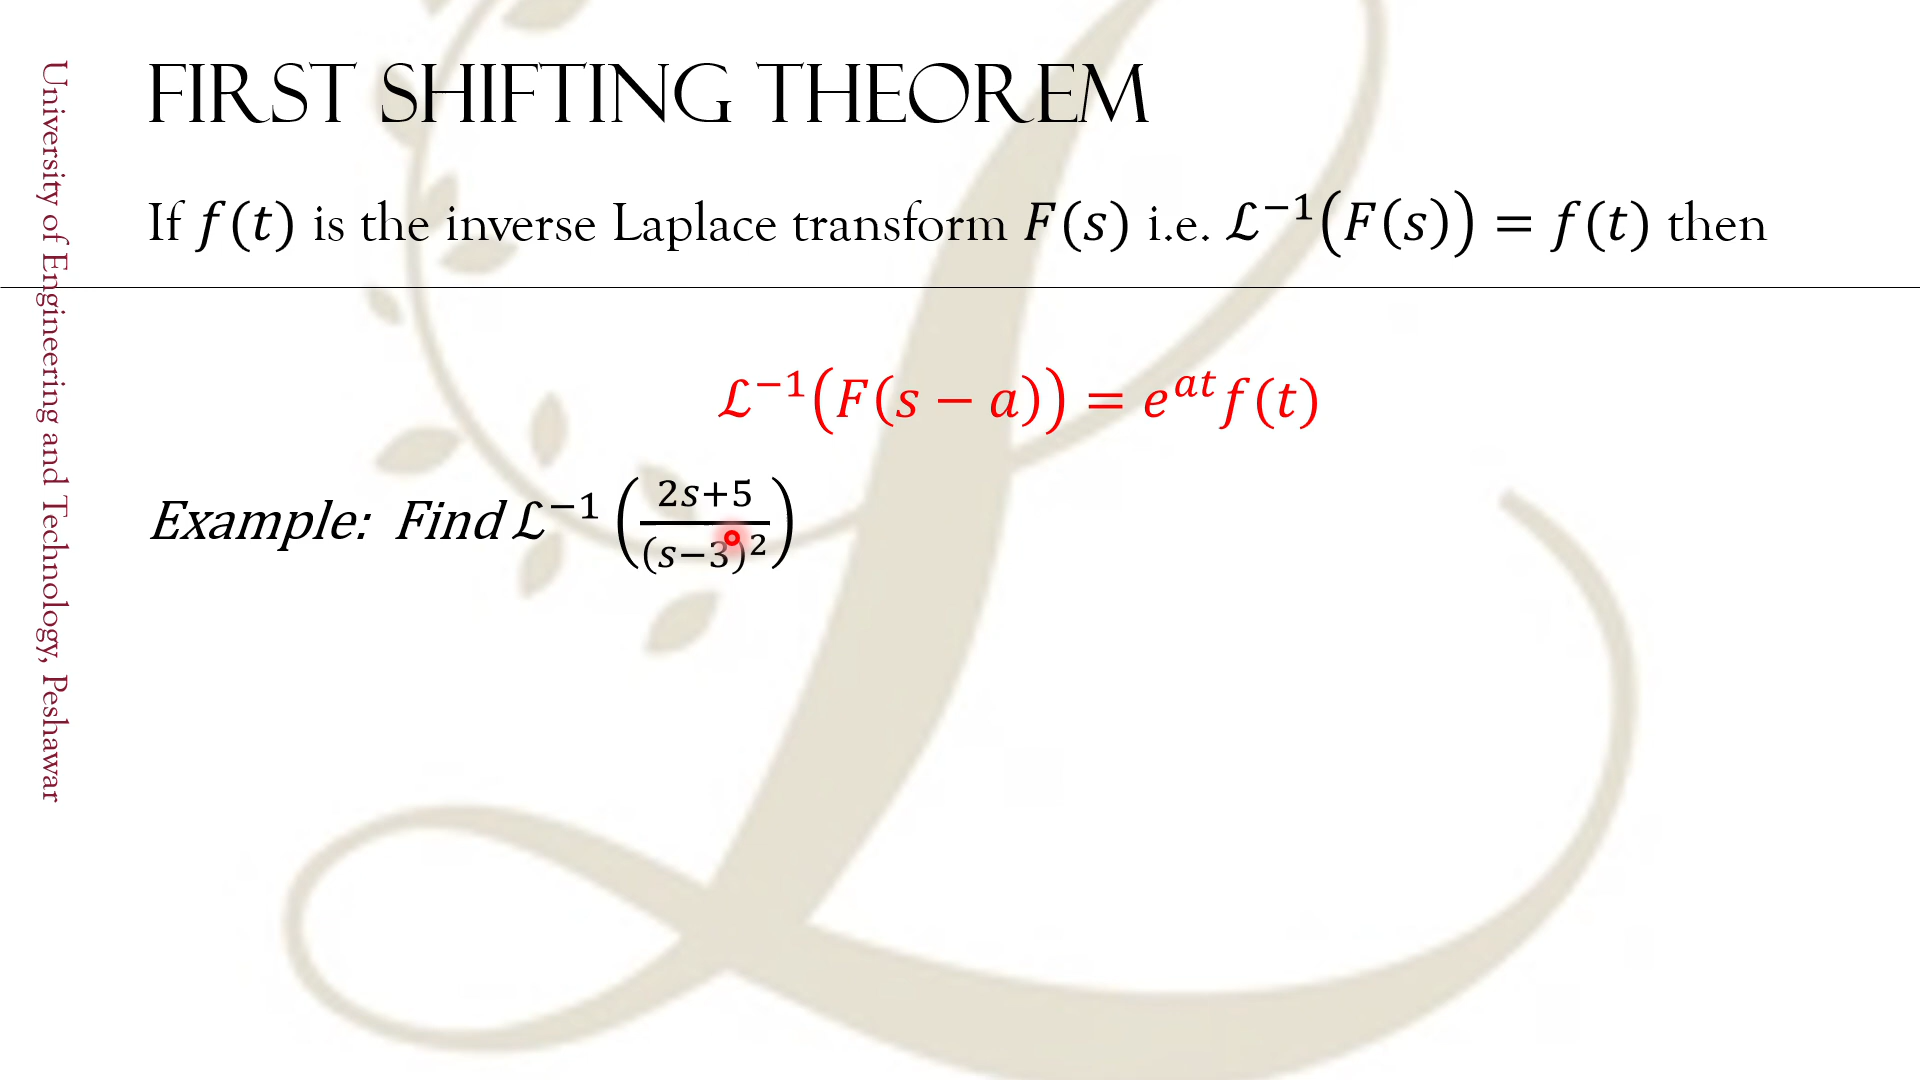 FIRST SHIFTING THEOREM
If f(t) is the inverse Laplace transform F(s) i.e. ℒ⁻¹(F(s)) = f(t) then
ℒ⁻¹(F(s − a)) = eᵃᵗf(t)
Example: Find ℒ⁻¹((2s+5)/(s−3)²)
University of Engineering and Technology, Peshawar